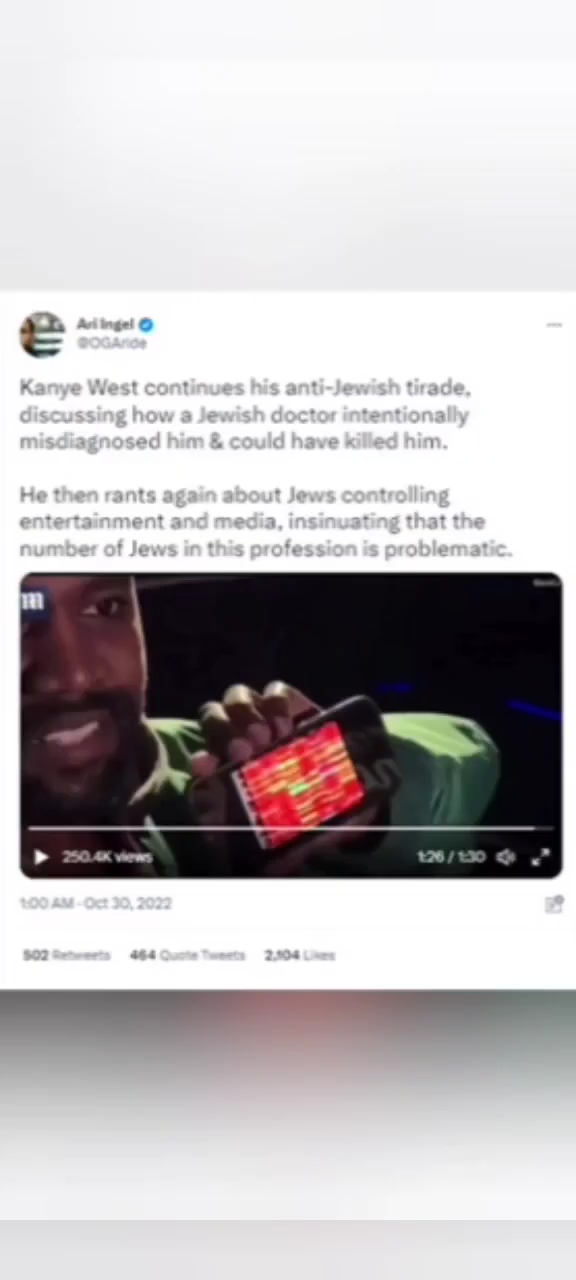 Ari Ingel
@OGAride
Kanye West continues his anti-Jewish tirade,
discussing how a Jewish doctor intentionally
misdiagnosed him & could have killed him.
He then rants again about Jews controlling
entertainment and media, insinuating that the
number of Jews in this profession is problematic.
m
250.4K views
1:26 / 1:30
1:00 AM · Oct 30, 2022
502 Retweets 464 Quote Tweets 2,104 Likes